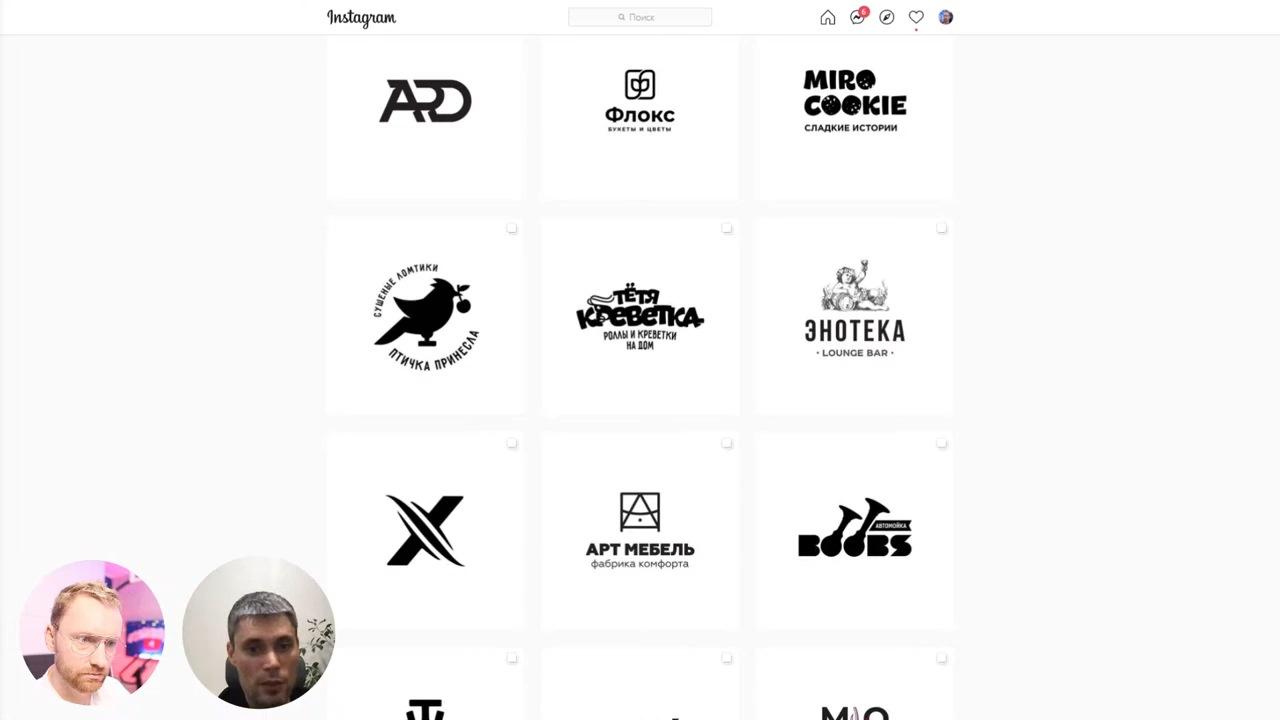 Instagram
Поиск
6
ARD
Флокс
БУКЕТЫ И ЦВЕТЫ
MIRO
COOKIE
СЛАДКИЕ ИСТОРИИ
СУШЕНЫЕ ЛОМТИКИ
ПТИЧКА ПРИНЕСЛА
ТЁТЯ
КРЕВЕТКА
РОЛЛЫ И КРЕВЕТКИ
НА ДОМ
ЭНОТЕКА
• LOUNGE BAR •
X
АРТ МЕБЕЛЬ
фабрика комфорта
АВТОМОЙКА
BOOBS